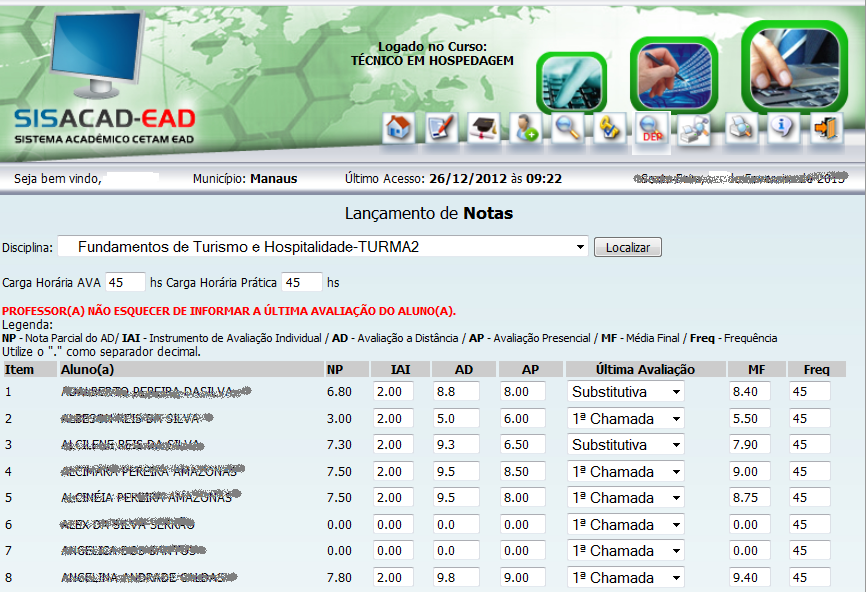 Logado no Curso:
TÉCNICO EM HOSPEDAGEM
SISACAD-EAD
SISTEMA ACADÊMICO CETAM EAD
DEP
Seja bem vindo, Município: Manaus Último Acesso: 26/12/2012 às 09:22
Lançamento de Notas
Disciplina: Fundamentos de Turismo e Hospitalidade-TURMA2 Localizar
Carga Horária AVA 45 hs Carga Horária Prática 45 hs
PROFESSOR(A) NÃO ESQUECER DE INFORMAR A ÚLTIMA AVALIAÇÃO DO ALUNO(A).
Legenda:
NP - Nota Parcial do AD/ IAI - Instrumento de Avaliação Individual / AD - Avaliação a Distância / AP - Avaliação Presencial / MF - Média Final / Freq - Frequência
Utilize o "." como separador decimal.
Item Aluno(a) NP IAI AD AP Última Avaliação MF Freq
1 6.80 2.00 8.8 8.00 Substitutiva 8.40 45
2 3.00 2.00 5.0 6.00 1ª Chamada 5.50 45
3 7.30 2.00 9.3 6.50 Substitutiva 7.90 45
4 7.50 2.00 9.5 8.50 1ª Chamada 9.00 45
5 7.50 2.00 9.5 8.00 1ª Chamada 8.75 45
6 0.00 0.00 0.0 0.00 1ª Chamada 0.00 45
7 0.00 0.00 0.0 0.00 1ª Chamada 0.00 45
8 7.80 2.00 9.8 9.00 1ª Chamada 9.40 45